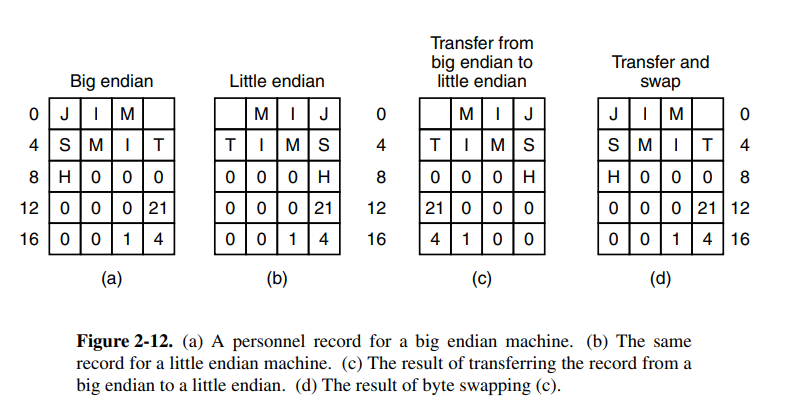 Big endian
Little endian
Transfer from
big endian to
little endian
Transfer and
swap
0 J I M
4 S M I T
8 H 0 0 0
12 0 0 0 21
16 0 0 1 4
(a)
M I J 0
T I M S 4
0 0 0 H 8
0 0 0 21 12
0 0 1 4 16
(b)
M I J
T I M S
0 0 0 H
21 0 0 0
4 1 0 0
(c)
J I M 0
S M I T 4
H 0 0 0 8
0 0 0 21 12
0 0 1 4 16
(d)
Figure 2-12. (a) A personnel record for a big endian machine. (b) The same
record for a little endian machine. (c) The result of transferring the record from a
big endian to a little endian. (d) The result of byte swapping (c).